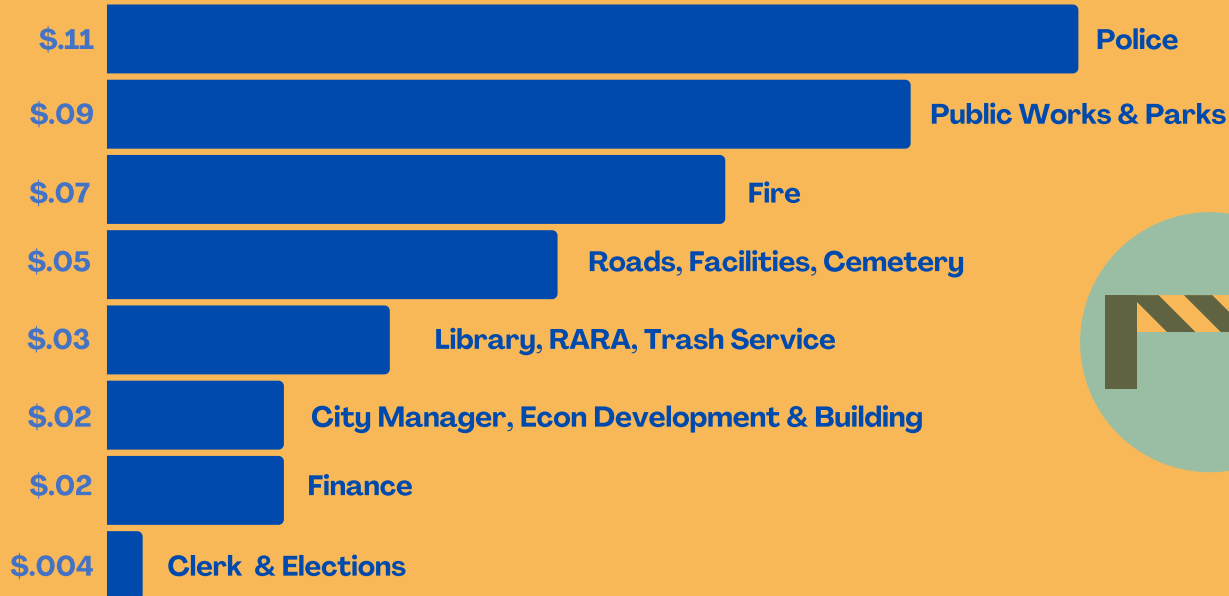 $.11 Police
$.09 Public Works & Parks
$.07 Fire
$.05 Roads, Facilities, Cemetery
$.03 Library, RARA, Trash Service
$.02 City Manager, Econ Development & Building
$.02 Finance
$.004 Clerk & Elections